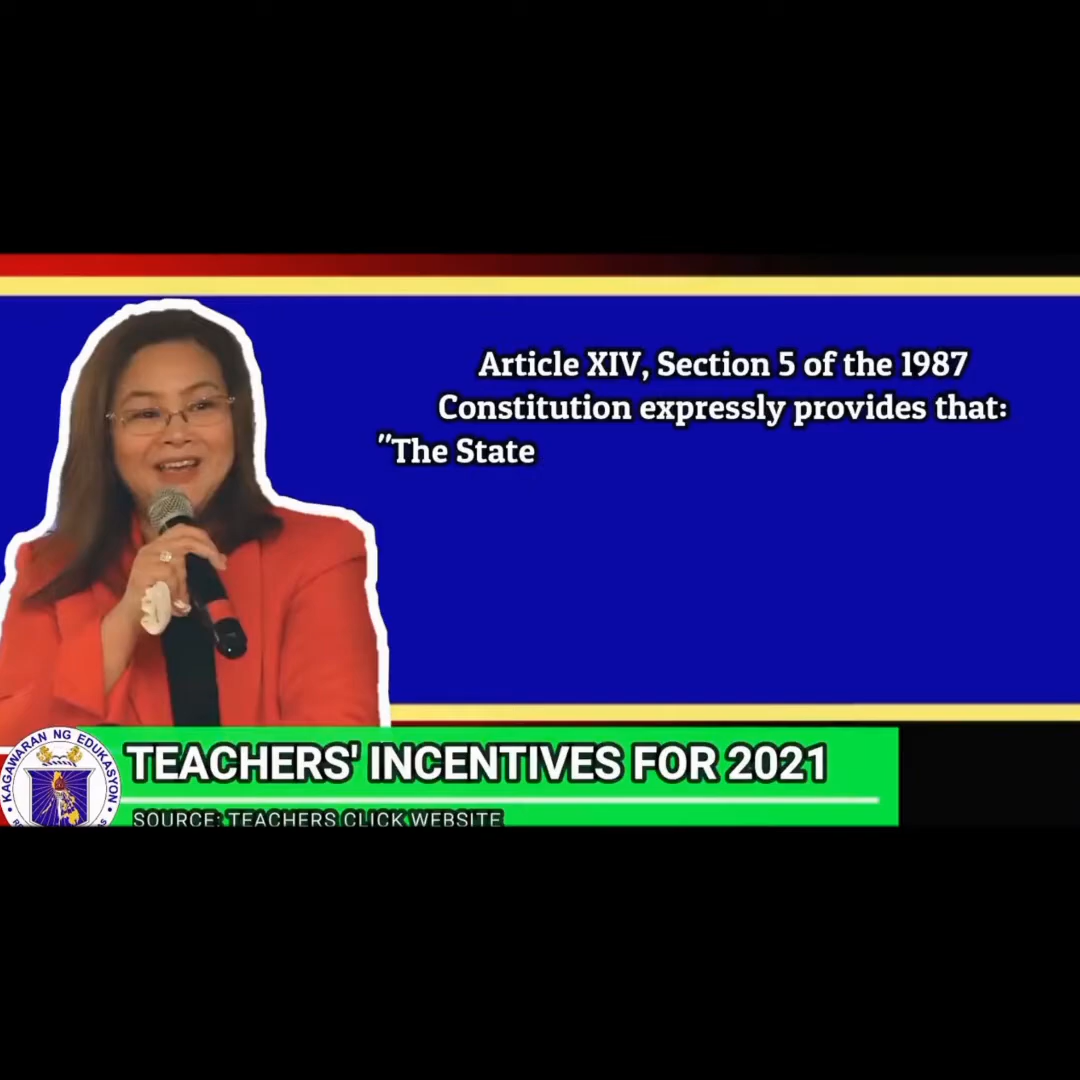 Article XIV, Section 5 of the 1987
Constitution expressly provides that:
"The State
KAGAWARAN NG EDUKASYON
TEACHERS' INCENTIVES FOR 2021
SOURCE: TEACHERS CLICK WEBSITE